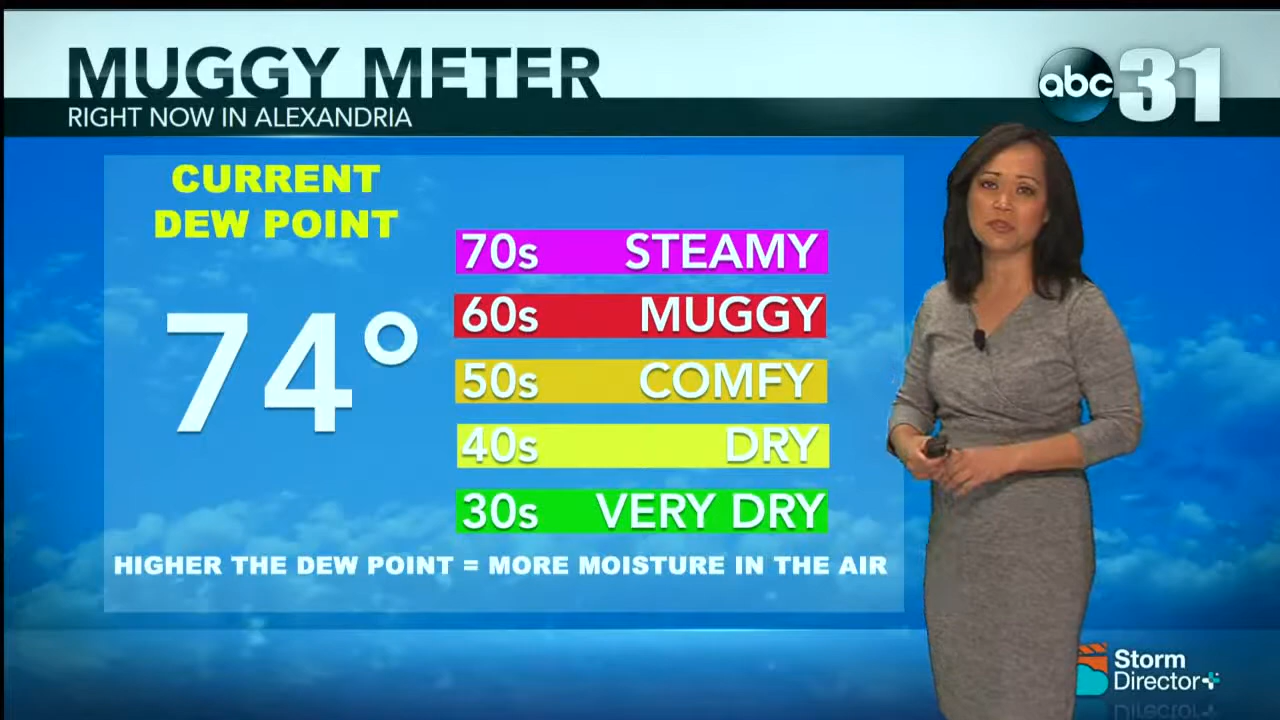 MUGGY METER
RIGHT NOW IN ALEXANDRIA
abc 31
CURRENT
DEW POINT
74°
70s STEAMY
60s MUGGY
50s COMFY
40s DRY
30s VERY DRY
HIGHER THE DEW POINT = MORE MOISTURE IN THE AIR
Storm
Director+